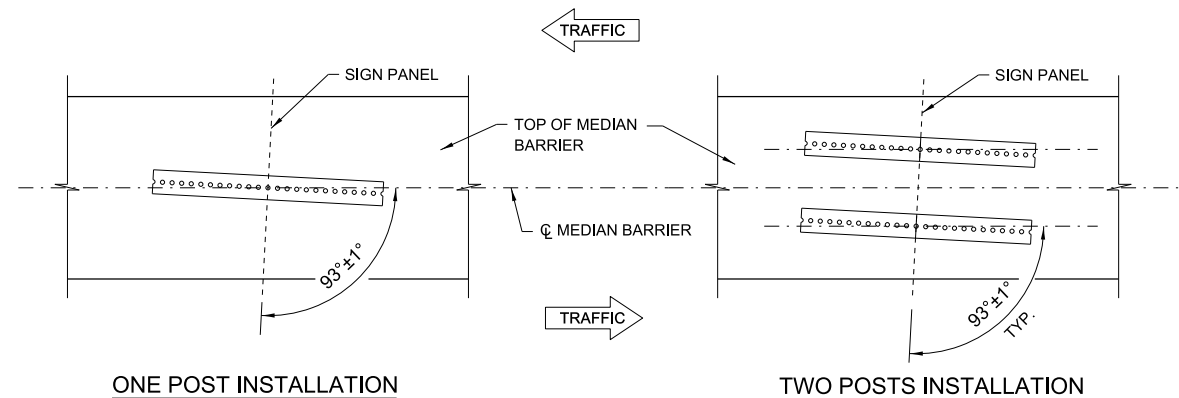 TRAFFIC
SIGN PANEL
SIGN PANEL
TOP OF MEDIAN
BARRIER
℄ MEDIAN BARRIER
93°±1°
93°±1°
TYP.
TRAFFIC
ONE POST INSTALLATION
TWO POSTS INSTALLATION